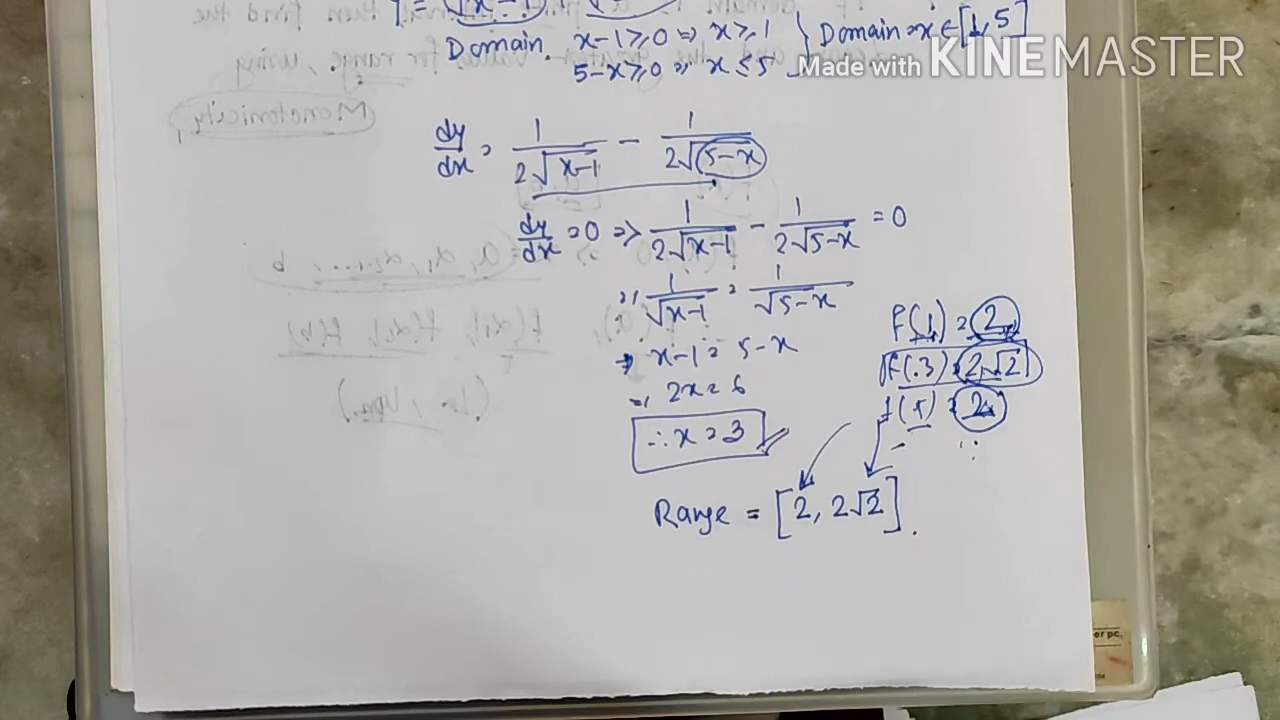 Domain. x-1≥0 ⇒ x≥1 } Domain ⇒ x∈[1,5]
5-x≥0 ⇒ x≤5
Made with KINEMASTER
dy/dx = 1/(2√(x-1)) - 1/(2√(5-x))
dy/dx = 0 ⇒ 1/(2√(x-1)) - 1/(2√(5-x)) = 0
⇒ 1/√(x-1) = 1/√(5-x)
⇒ x-1 = 5-x
⇒ 2x = 6
∴ x = 3
f(1) = 2
f(3) = 2√2
f(5) = 2
Range = [2, 2√2].
er pc.